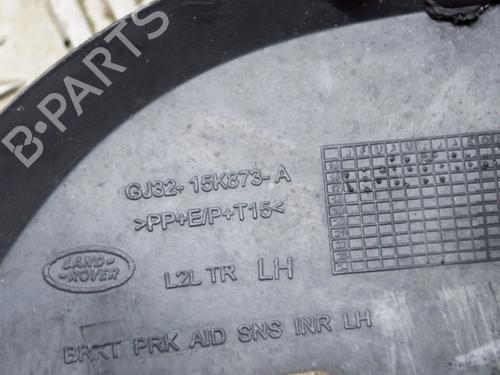 B-PARTS
GJ32- 15K873- A
>PP+E/P+T15<
LAND-
-ROVER
L2L TR LH
BRKT PRK AID SNS INR LH